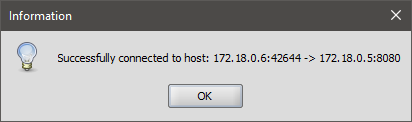 Information
Successfully connected to host: 172.18.0.6:42644 -> 172.18.0.5:8080
OK